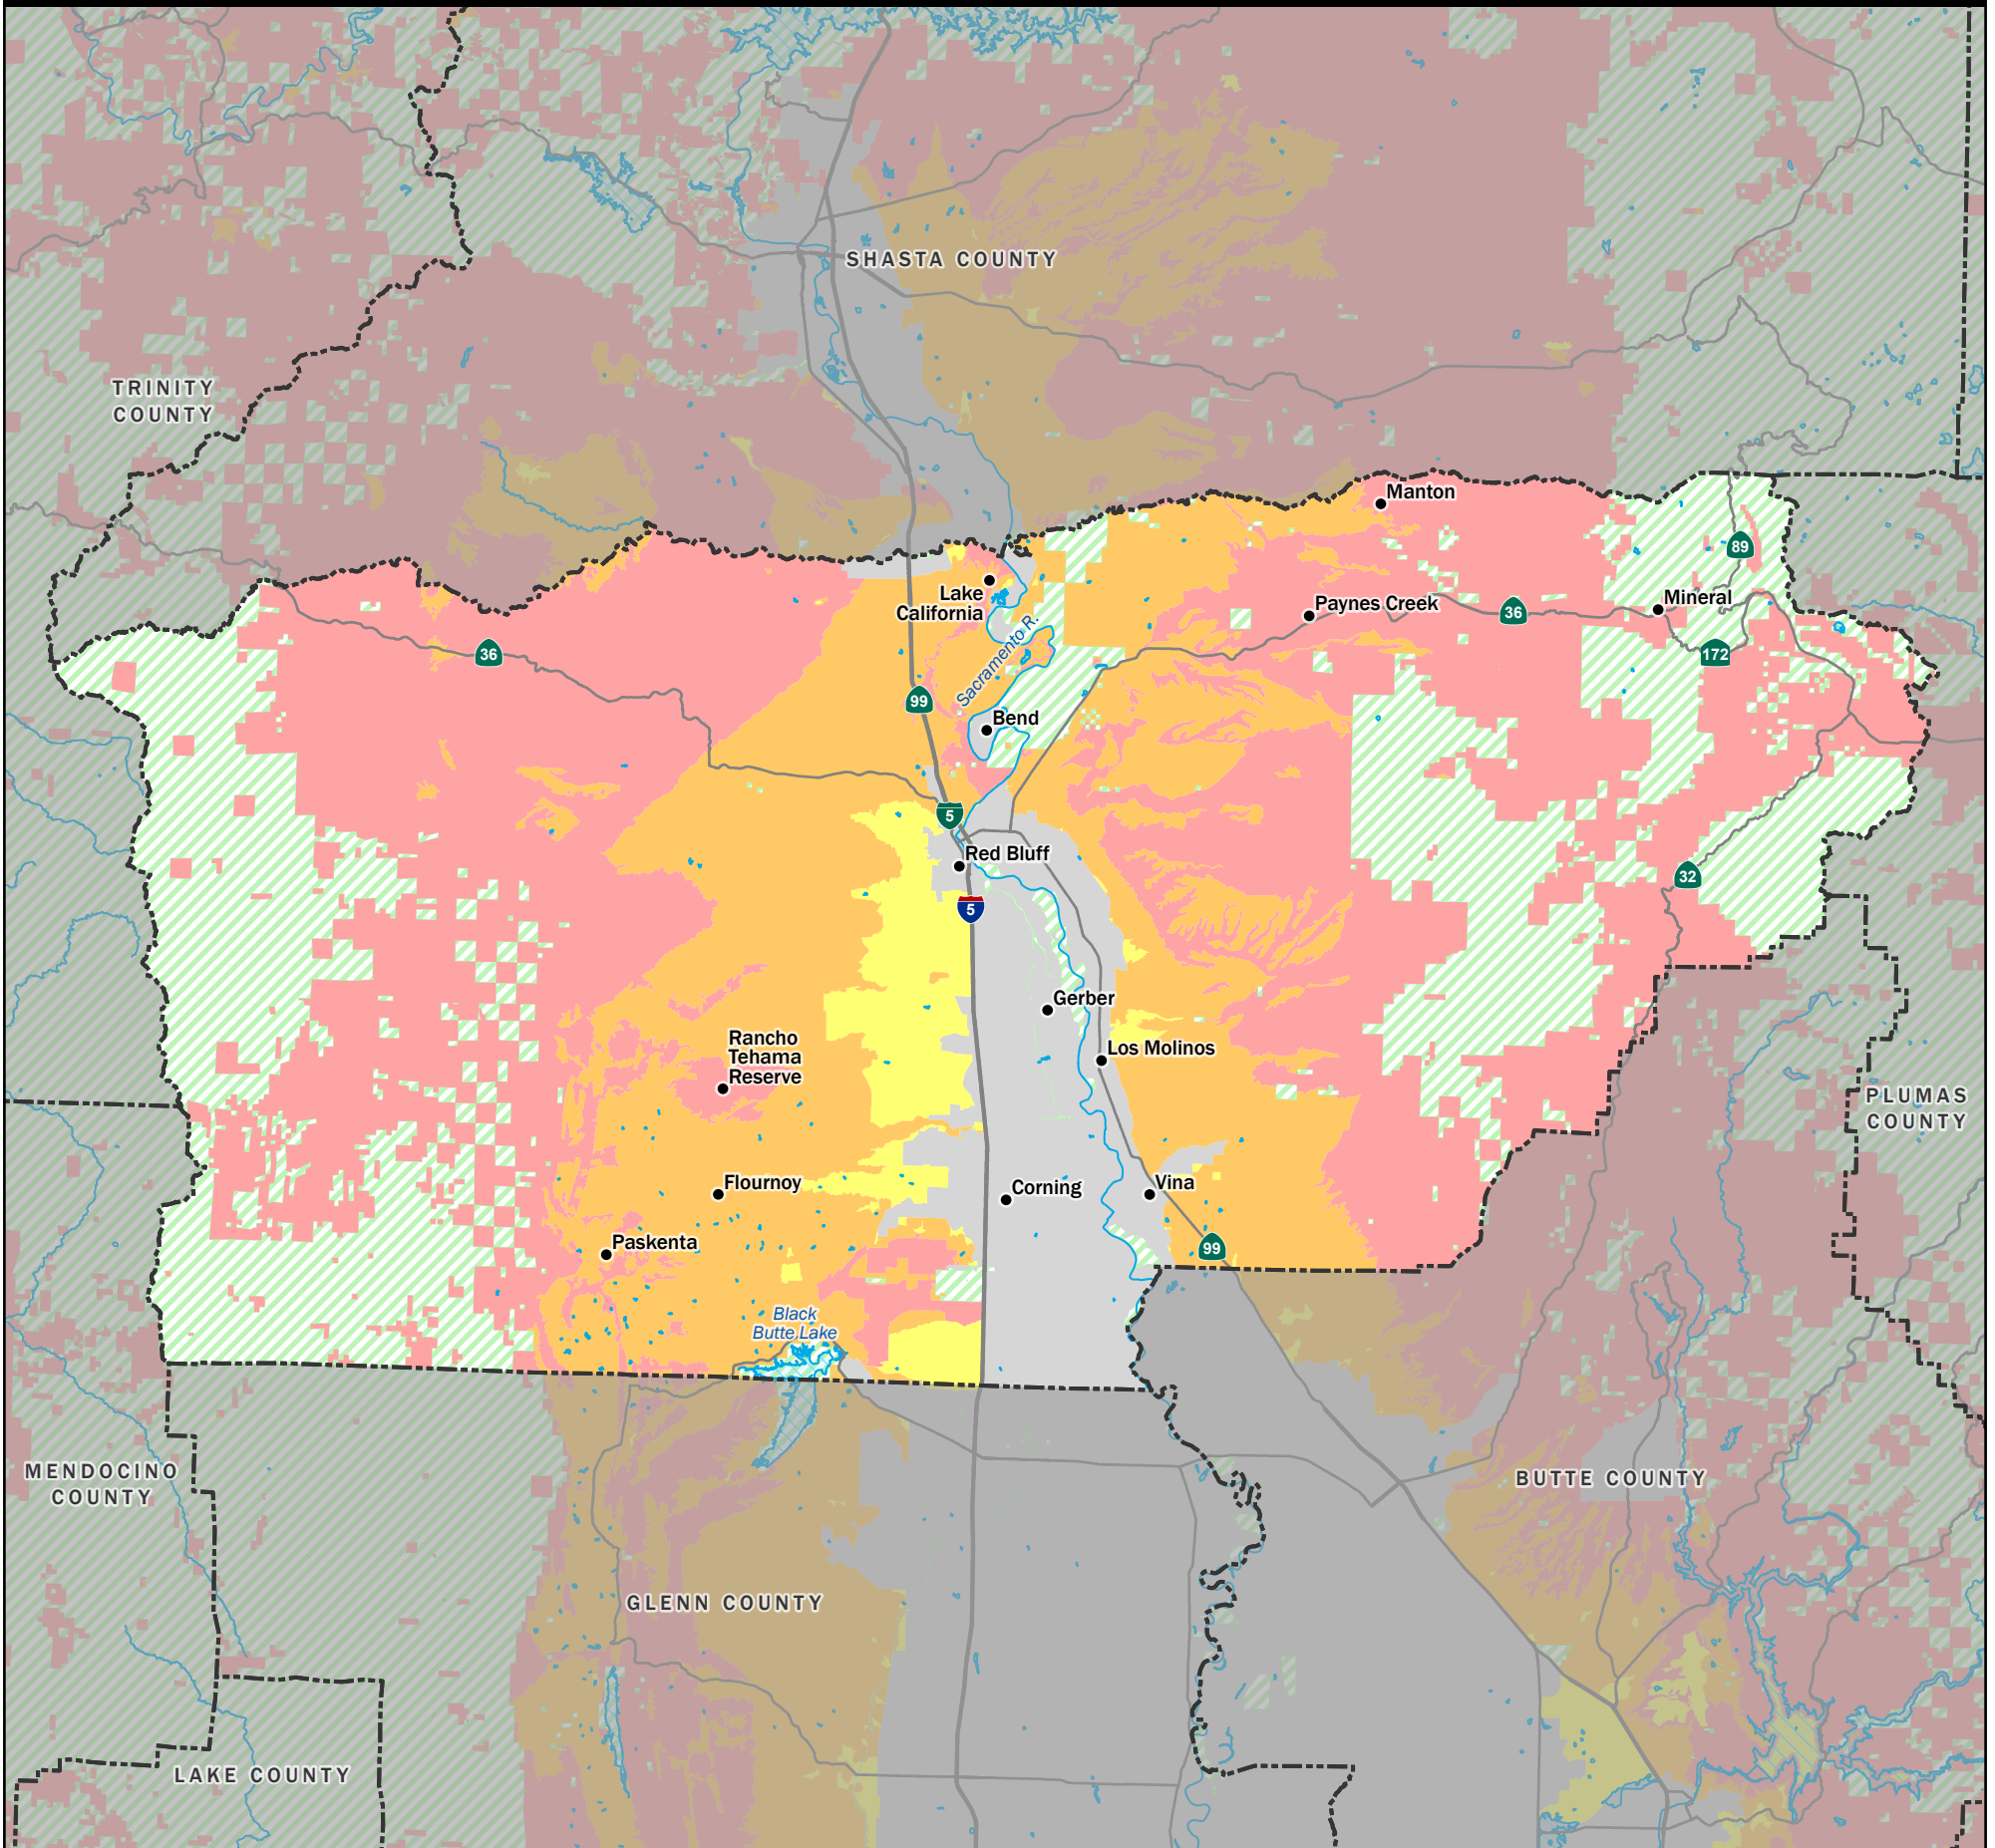 SHASTA COUNTY
TRINITY
COUNTY
Manton
89
Lake
California
Paynes Creek
36
Mineral
36
172
Sacramento R.
99
Bend
5
Red Bluff
32
5
Gerber
Rancho
Tehama
Reserve
Los Molinos
PLUMAS
COUNTY
Flournoy
Corning
Vina
Paskenta
99
Black
Butte Lake
MENDOCINO
COUNTY
BUTTE COUNTY
GLENN COUNTY
LAKE COUNTY